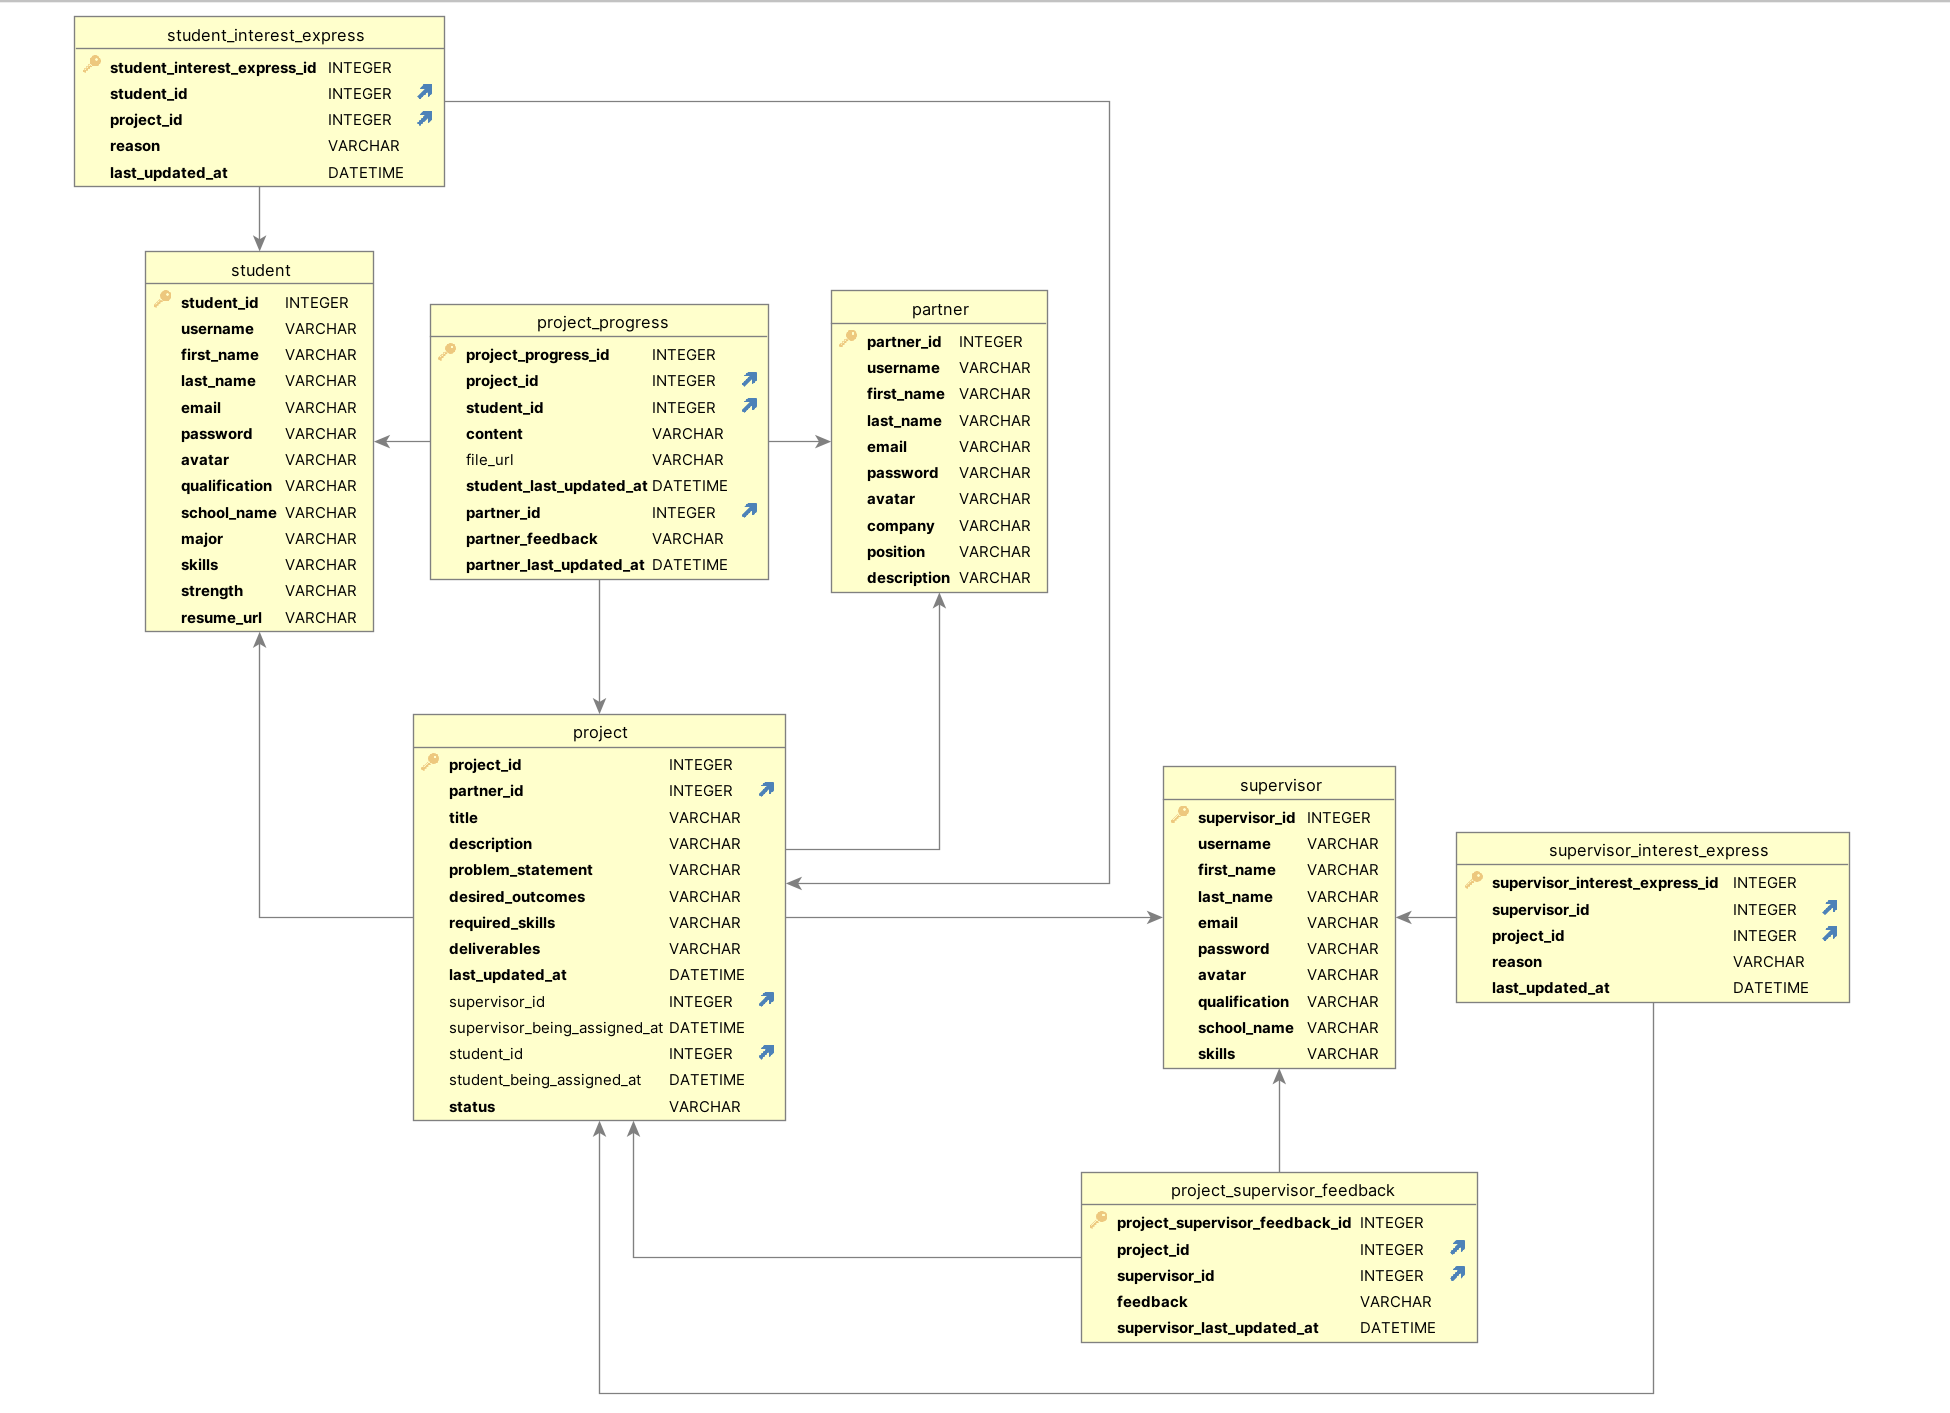 student_interest_express
student_interest_express_id INTEGER
student_id INTEGER
project_id INTEGER
reason VARCHAR
last_updated_at DATETIME
student
student_id INTEGER
username VARCHAR
first_name VARCHAR
last_name VARCHAR
email VARCHAR
password VARCHAR
avatar VARCHAR
qualification VARCHAR
school_name VARCHAR
major VARCHAR
skills VARCHAR
strength VARCHAR
resume_url VARCHAR
project_progress
project_progress_id INTEGER
project_id INTEGER
student_id INTEGER
content VARCHAR
file_url VARCHAR
student_last_updated_at DATETIME
partner_id INTEGER
partner_feedback VARCHAR
partner_last_updated_at DATETIME
partner
partner_id INTEGER
username VARCHAR
first_name VARCHAR
last_name VARCHAR
email VARCHAR
password VARCHAR
avatar VARCHAR
company VARCHAR
position VARCHAR
description VARCHAR
project
project_id INTEGER
partner_id INTEGER
title VARCHAR
description VARCHAR
problem_statement VARCHAR
desired_outcomes VARCHAR
required_skills VARCHAR
deliverables VARCHAR
last_updated_at DATETIME
supervisor_id INTEGER
supervisor_being_assigned_at DATETIME
student_id INTEGER
student_being_assigned_at DATETIME
status VARCHAR
supervisor
supervisor_id INTEGER
username VARCHAR
first_name VARCHAR
last_name VARCHAR
email VARCHAR
password VARCHAR
avatar VARCHAR
qualification VARCHAR
school_name VARCHAR
skills VARCHAR
supervisor_interest_express
supervisor_interest_express_id INTEGER
supervisor_id INTEGER
project_id INTEGER
reason VARCHAR
last_updated_at DATETIME
project_supervisor_feedback
project_supervisor_feedback_id INTEGER
project_id INTEGER
supervisor_id INTEGER
feedback VARCHAR
supervisor_last_updated_at DATETIME